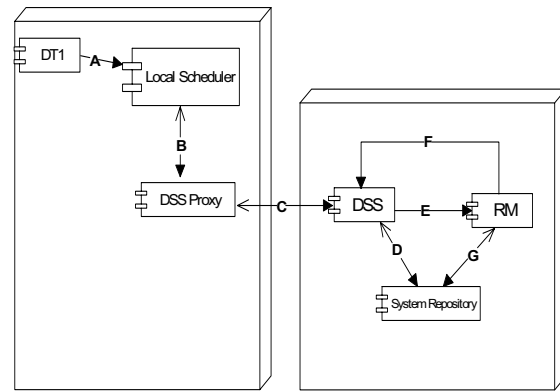 DT1
A
Local Scheduler
B
DSS Proxy
C
F
DSS
E
RM
D
G
System Repository